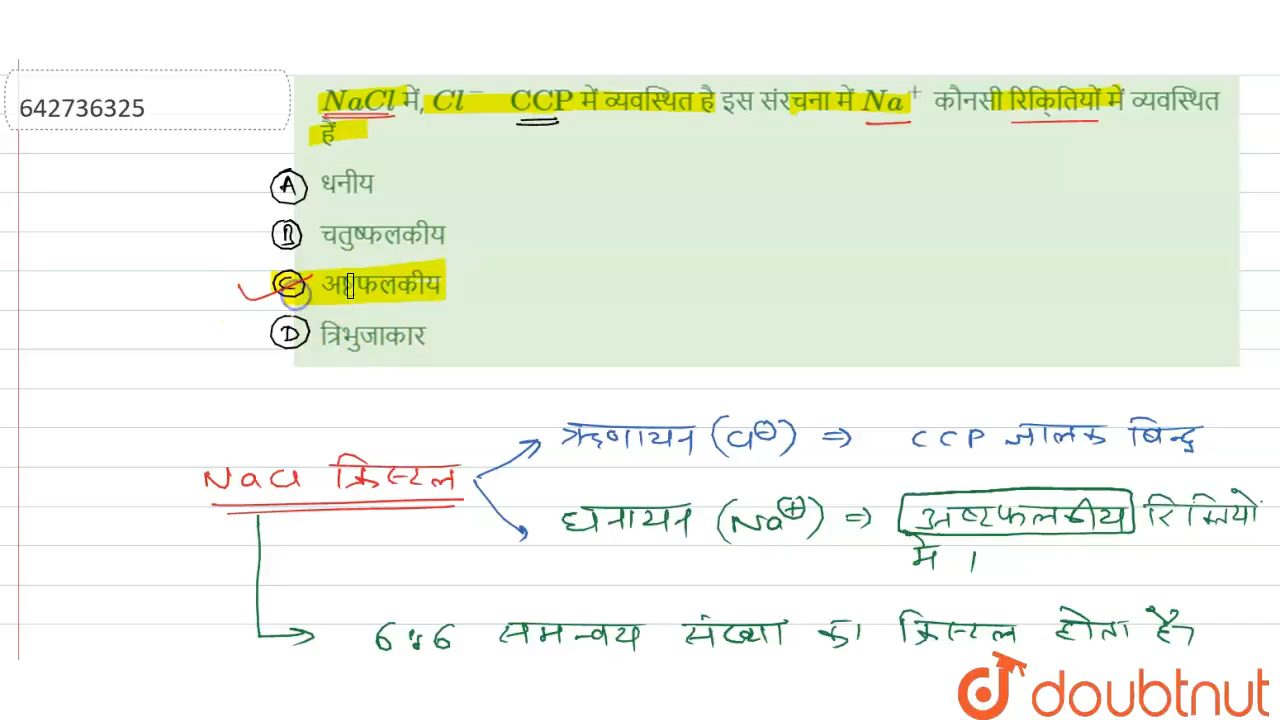 642736325
NaCl में, Cl⁻ CCP में व्यवस्थित है इस संरचना में Na⁺ कौनसी रिक्तियों में व्यवस्थित
हैं
A धनीय
B चतुष्फलकीय
C अष्टफलकीय
D त्रिभुजाकार
ऋणायन (Cl⊖) ⇒ CCP जालक बिन्दु
NaCl क्रिस्टल
धनायन (Na⊕) ⇒ अष्टफलकीय रिक्तियों
में ।
6:6 समन्वय संख्या का क्रिस्टल होता है
doubtnut